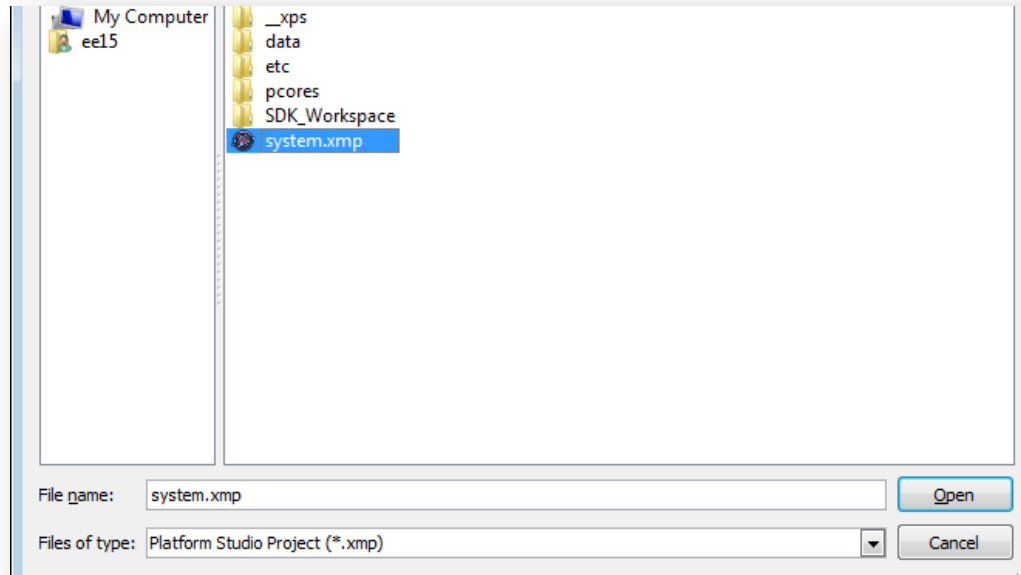 My Computer
ee15
__xps
data
etc
pcores
SDK_Workspace
system.xmp
File name: system.xmp Open
Files of type: Platform Studio Project (*.xmp) Cancel